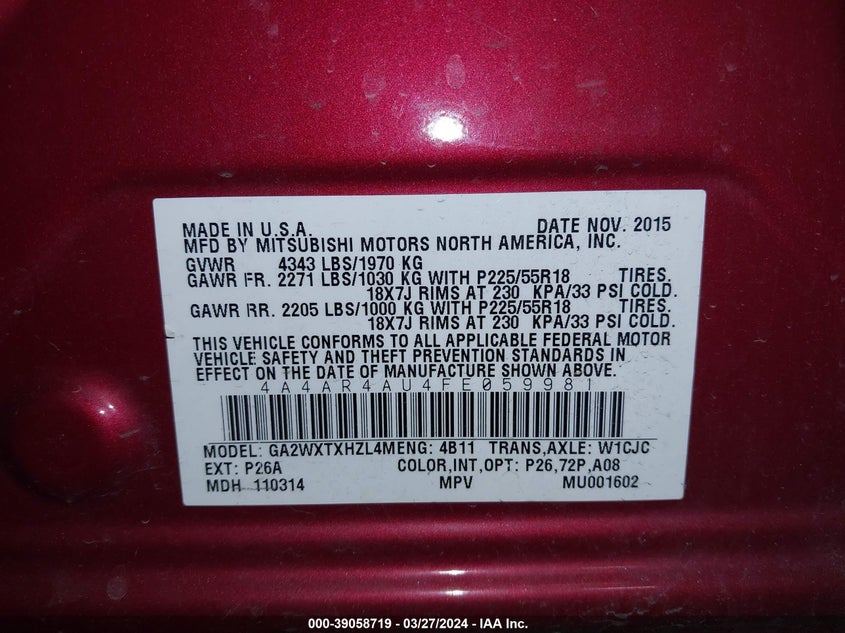 MADE IN U.S.A. DATE NOV. 2015
MFD BY MITSUBISHI MOTORS NORTH AMERICA, INC.
GVWR 4343 LBS/1970 KG
GAWR FR. 2271 LBS/1030 KG WITH P225/55R18 TIRES.
18X7J RIMS AT 230 KPA/33 PSI COLD.
GAWR RR. 2205 LBS/1000 KG WITH P225/55R18 TIRES.
18X7J RIMS AT 230 KPA/33 PSI COLD.
THIS VEHICLE CONFORMS TO ALL APPLICABLE FEDERAL MOTOR
VEHICLE SAFETY AND THEFT PREVENTION STANDARDS IN
EFFECT ON THE DATE OF MANUFACTURE SHOWN ABOVE.
4A4AR4AU4FE059981
MODEL: GA2WXTXHZL4MENG: 4B11 TRANS,AXLE: W1CJC
EXT: P26A COLOR,INT,OPT: P26,72P,A08
MDH 110314 MPV MU001602
000-39058719 — 03/27/2024 — IAA Inc.